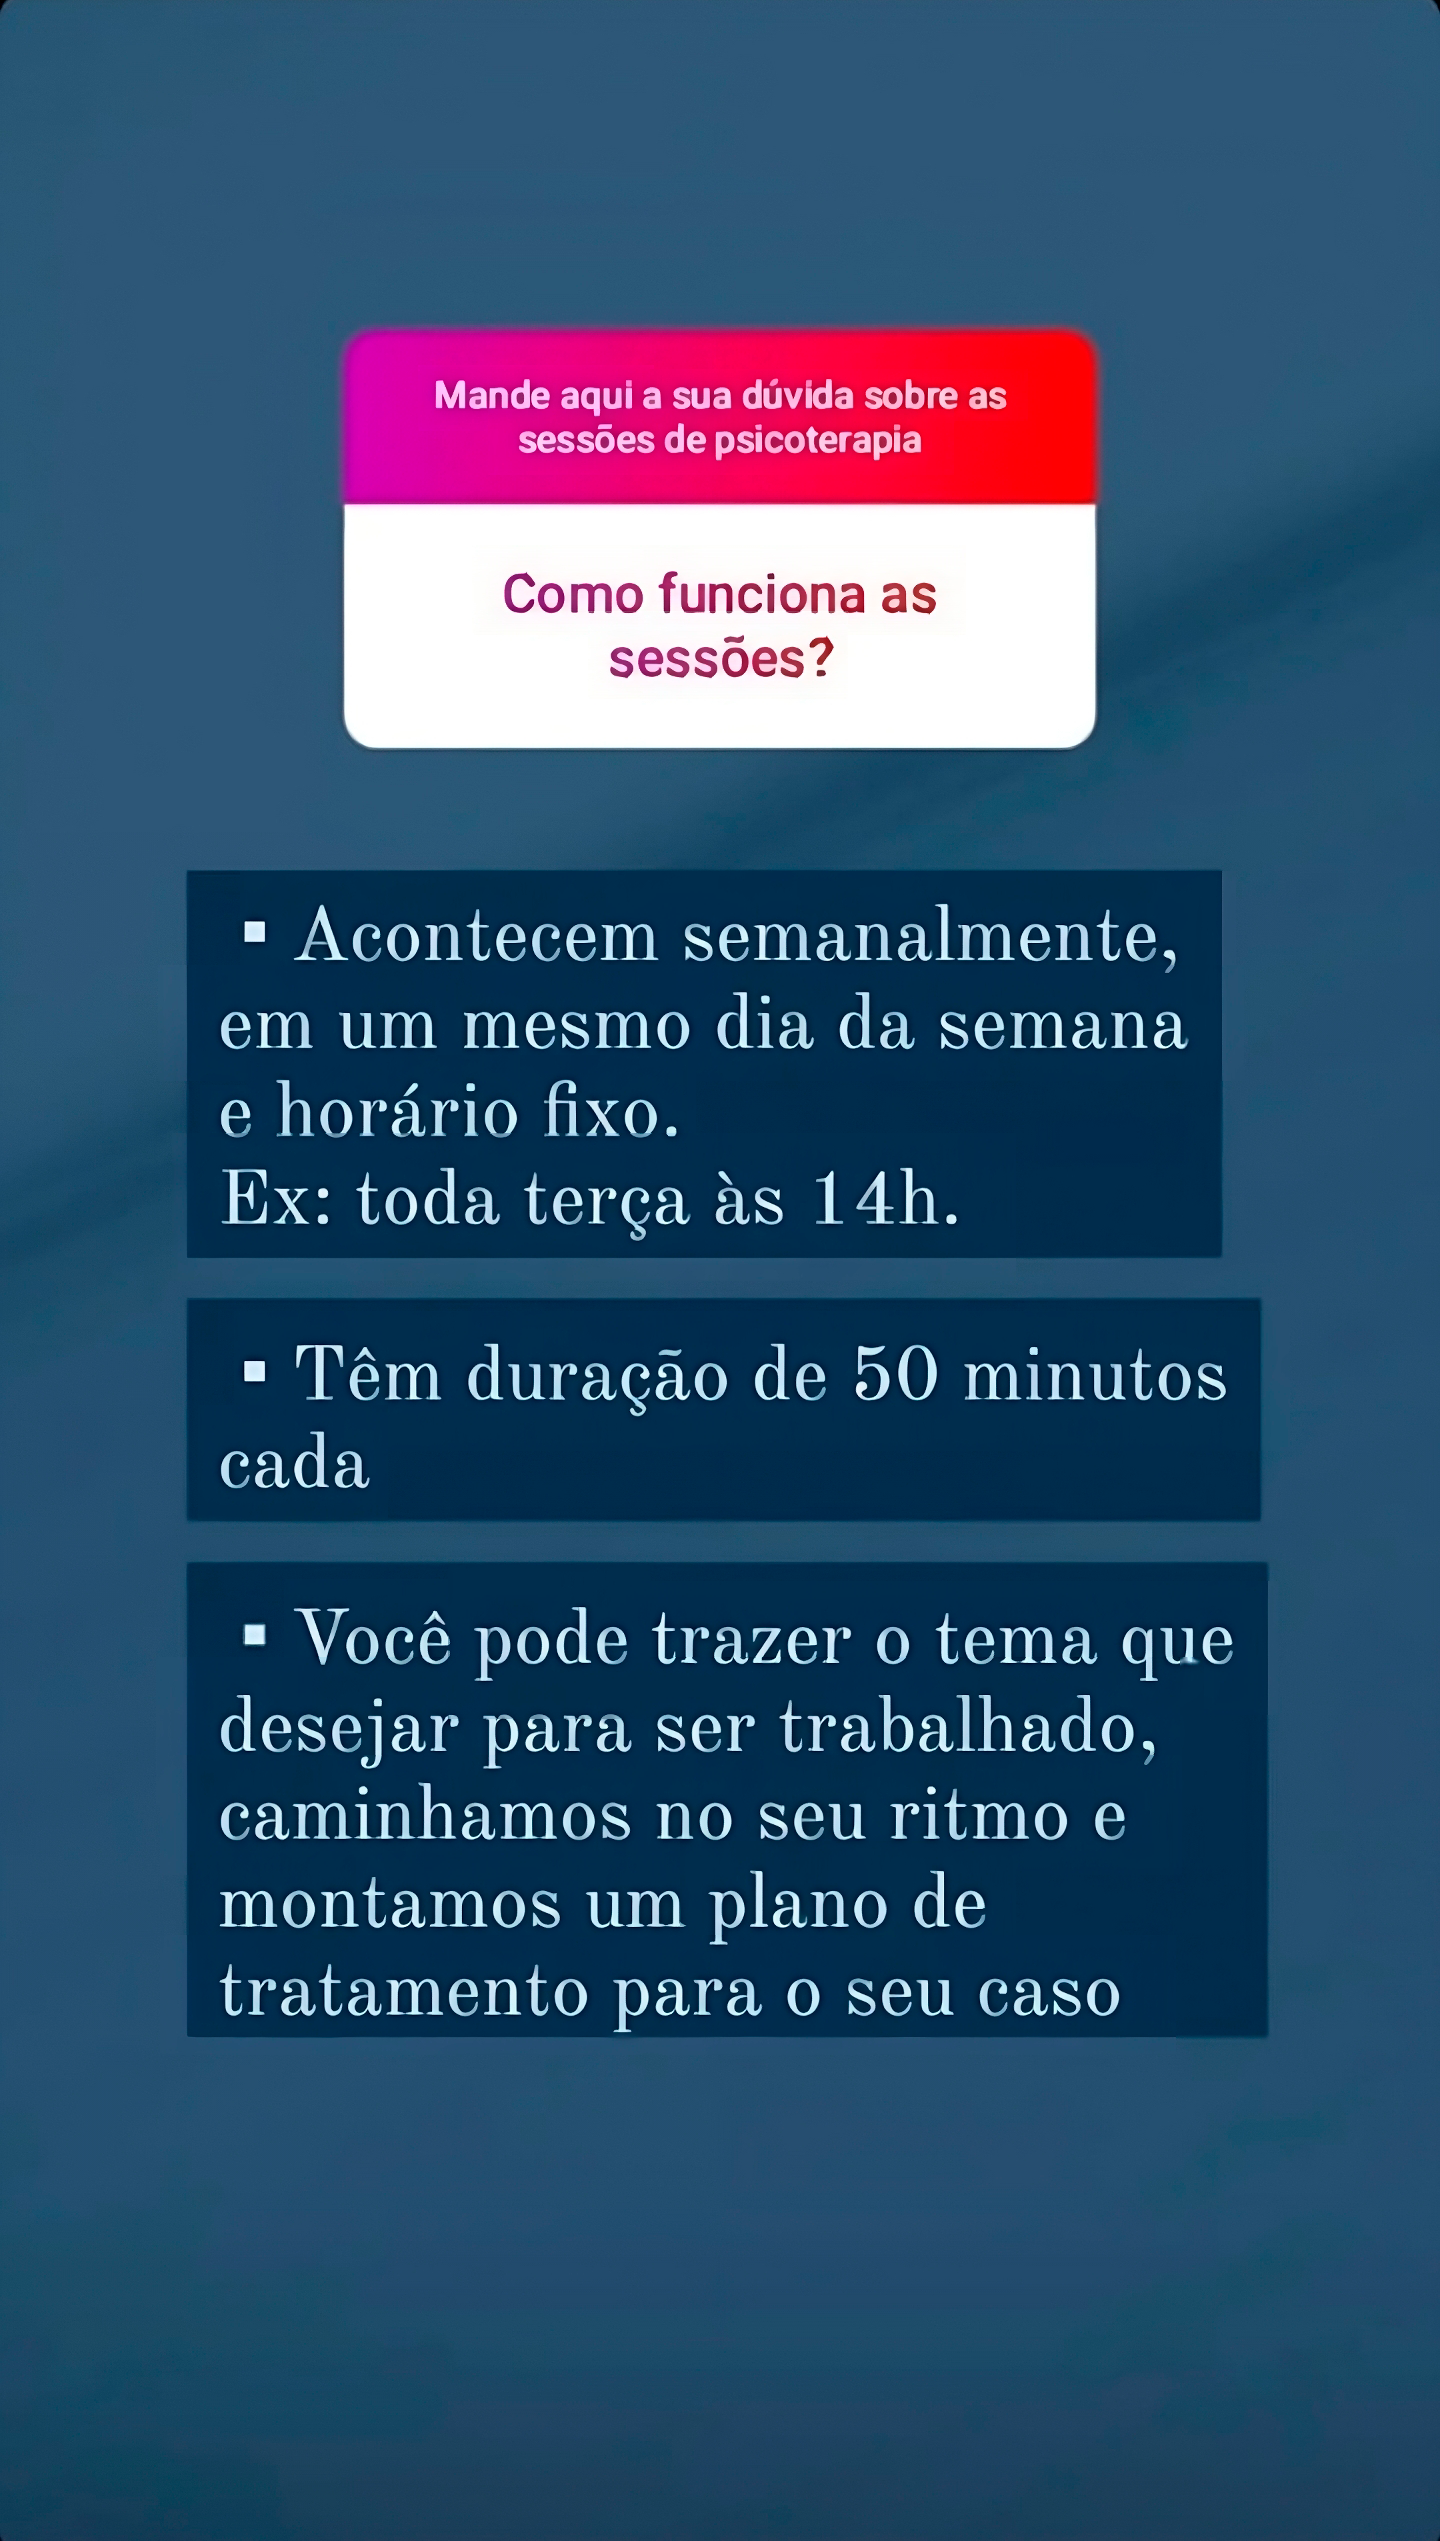 Mande aqui a sua dúvida sobre as
sessões de psicoterapia
Como funciona as
sessões?
▪ Acontecem semanalmente,
em um mesmo dia da semana
e horário fixo.
Ex: toda terça às 14h.
▪ Têm duração de 50 minutos
cada
▪ Você pode trazer o tema que
desejar para ser trabalhado,
caminhamos no seu ritmo e
montamos um plano de
tratamento para o seu caso